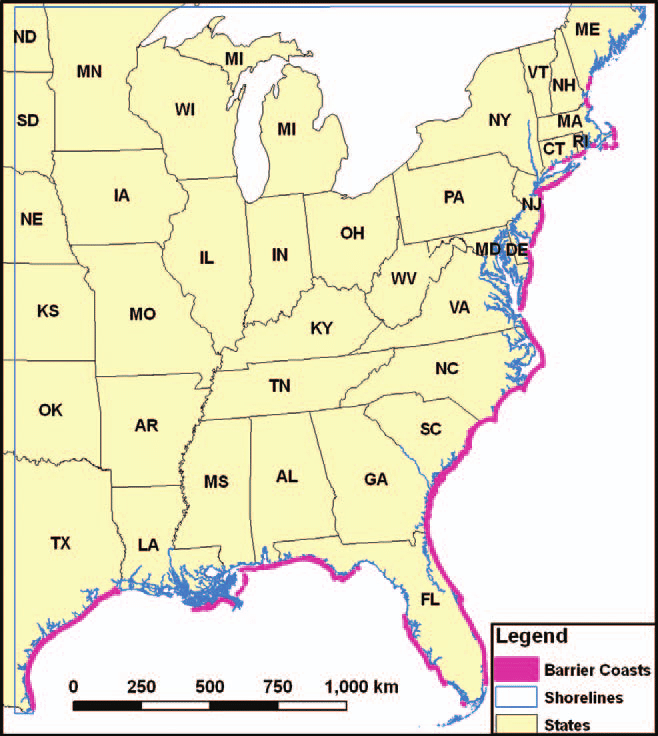 ND
MN
MI
ME
VT
NH
WI
SD
MI
NY
MA
RI
CT
IA
PA
NJ
NE
OH
IL
IN
MD DE
WV
KS
MO
VA
KY
NC
TN
OK
AR
SC
MS
AL
GA
TX
LA
FL
Legend
Barrier Coasts
Shorelines
States
0 250 500 750 1,000 km